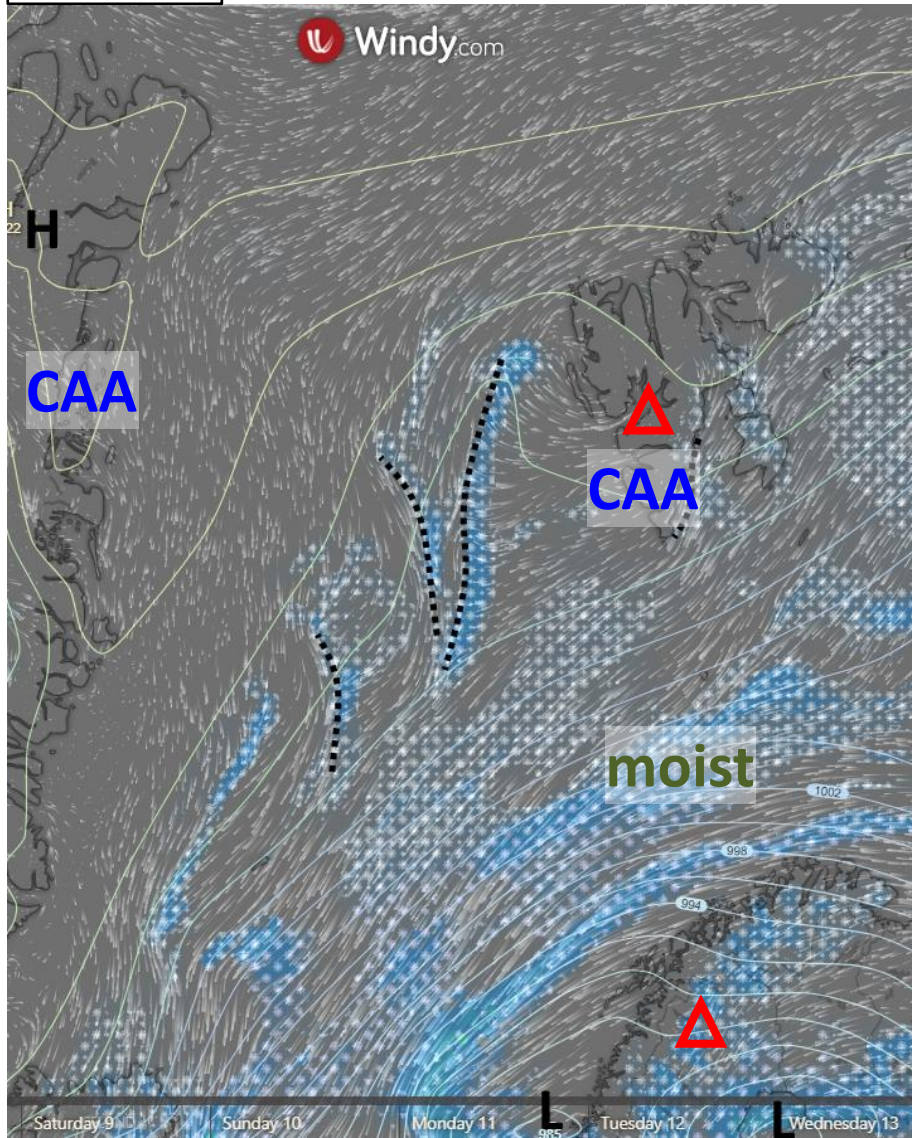 Windy.com
H
22
H
CAA
CAA
moist
1002
998
994
L
985
L
Saturday 9
Sunday 10
Monday 11
Tuesday 12
Wednesday 13